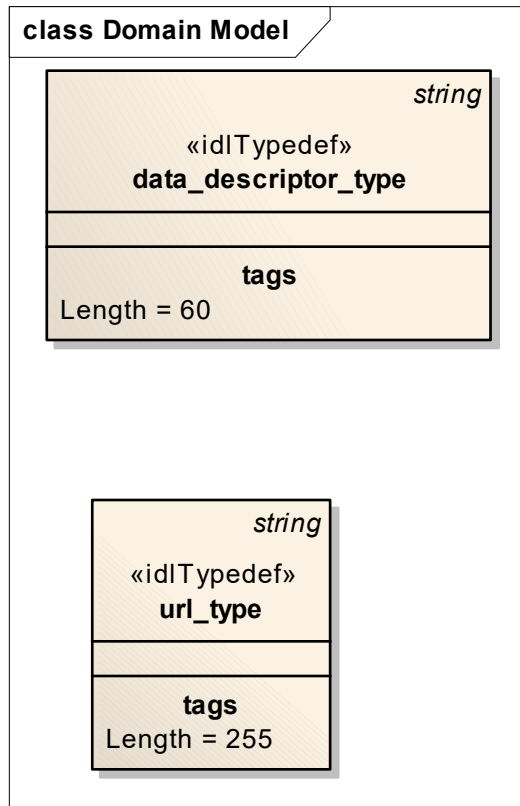 class Domain Model
string
«idlTypedef»
data_descriptor_type
tags
Length = 60
string
«idlTypedef»
url_type
tags
Length = 255